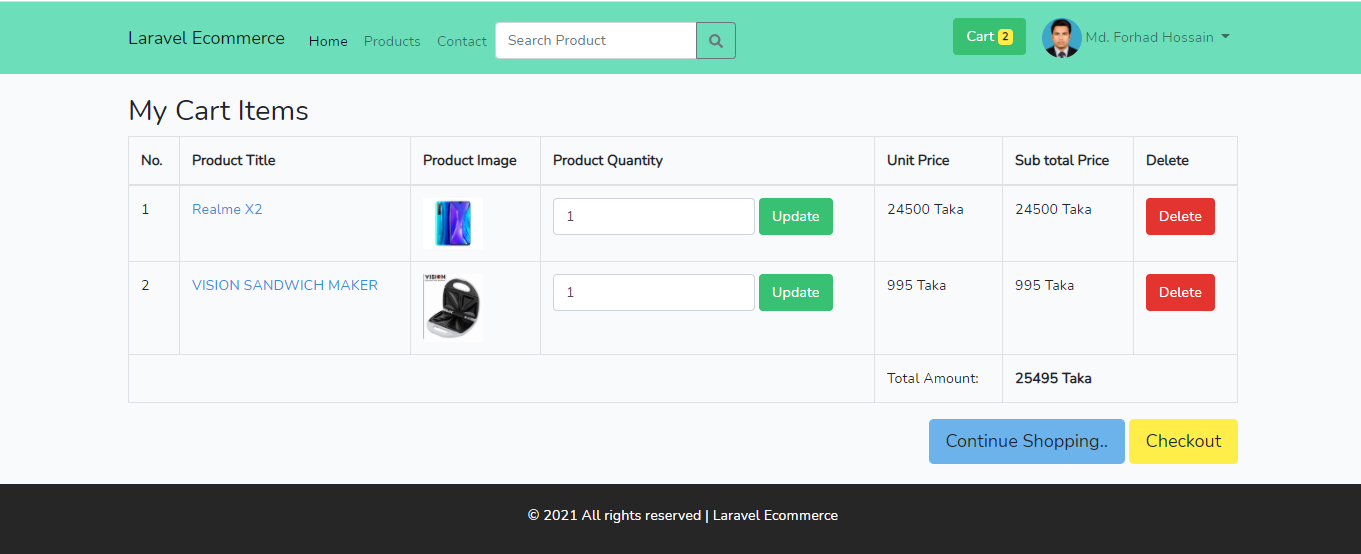 Laravel Ecommerce Home Products Contact Search Product Cart 2 Md. Forhad Hossain
My Cart Items
No. Product Title Product Image Product Quantity Unit Price Sub total Price Delete
1 Realme X2 1 Update 24500 Taka 24500 Taka Delete
VISION
2 VISION SANDWICH MAKER 1 Update 995 Taka 995 Taka Delete
Total Amount: 25495 Taka
Continue Shopping.. Checkout
© 2021 All rights reserved | Laravel Ecommerce